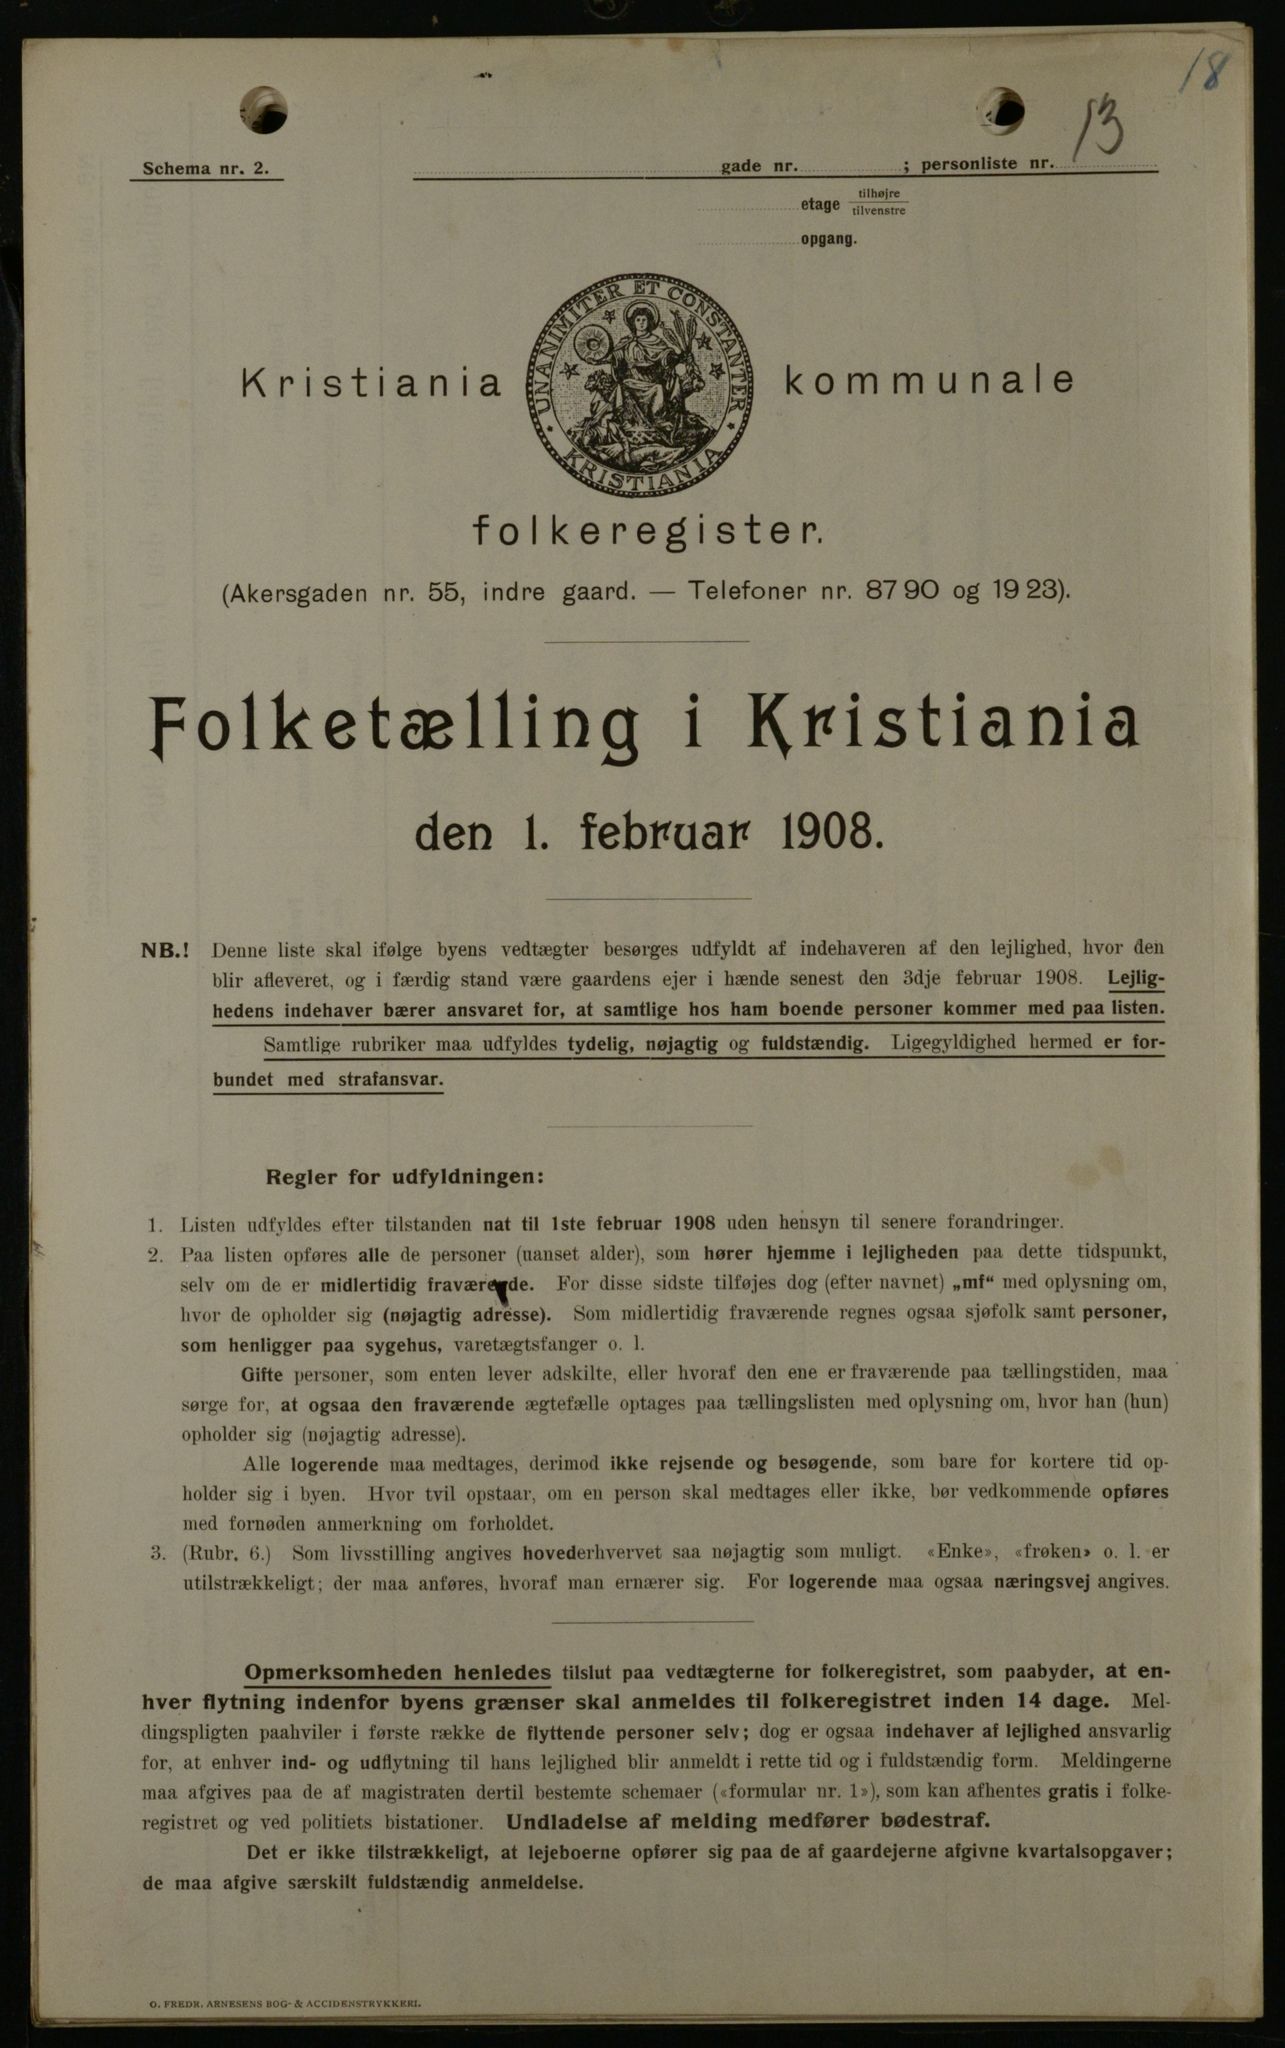 18
Schema nr. 2.
gade nr. ; personliste nr. 13
etage tilhøjre
tilvenstre
opgang.
UNANIMITER ET CONSTANTER
KRISTIANIA
Kristiania kommunale
folkeregister.
(Akersgaden nr. 55, indre gaard. — Telefoner nr. 87 90 og 19 23).
Folketælling i Kristiania
den 1. februar 1908.
NB.! Denne liste skal ifølge byens vedtægter besørges udfyldt af indehaveren af den lejlighed, hvor den
blir afleveret, og i færdig stand være gaardens ejer i hænde senest den 3dje februar 1908. Lejlig-
hedens indehaver bærer ansvaret for, at samtlige hos ham boende personer kommer med paa listen.
Samtlige rubriker maa udfyldes tydelig, nøjagtig og fuldstændig. Ligegyldighed hermed er for-
bundet med strafansvar.
Regler for udfyldningen:
1. Listen udfyldes efter tilstanden nat til 1ste februar 1908 uden hensyn til senere forandringer.
2. Paa listen opføres alle de personer (uanset alder), som hører hjemme i lejligheden paa dette tidspunkt,
selv om de er midlertidig fraværende. For disse sidste tilføjes dog (efter navnet) „mf“ med oplysning om,
hvor de opholder sig (nøjagtig adresse). Som midlertidig fraværende regnes ogsaa sjøfolk samt personer,
som henligger paa sygehus, varetægtsfanger o. l.
Gifte personer, som enten lever adskilte, eller hvoraf den ene er fraværende paa tællingstiden, maa
sørge for, at ogsaa den fraværende ægtefælle optages paa tællingslisten med oplysning om, hvor han (hun)
opholder sig (nøjagtig adresse).
Alle logerende maa medtages, derimod ikke rejsende og besøgende, som bare for kortere tid op-
holder sig i byen. Hvor tvil opstaar, om en person skal medtages eller ikke, bør vedkommende opføres
med fornøden anmerkning om forholdet.
3. (Rubr. 6.) Som livsstilling angives hovederhvervet saa nøjagtig som muligt. «Enke», «frøken» o. l. er
utilstrækkeligt; der maa anføres, hvoraf man ernærer sig. For logerende maa ogsaa næringsvej angives.
Opmerksomheden henledes tilslut paa vedtægterne for folkeregistret, som paabyder, at en-
hver flytning indenfor byens grænser skal anmeldes til folkeregistret inden 14 dage. Mel-
dingspligten paahviler i første række de flyttende personer selv; dog er ogsaa indehaver af lejlighed ansvarlig
for, at enhver ind- og udflytning til hans lejlighed blir anmeldt i rette tid og i fuldstændig form. Meldingerne
maa afgives paa de af magistraten dertil bestemte schemaer («formular nr. 1»), som kan afhentes gratis i folke-
registret og ved politiets bistationer. Undladelse af melding medfører bødestraf.
Det er ikke tilstrækkeligt, at lejeboerne opfører sig paa de af gaardejerne afgivne kvartalsopgaver;
de maa afgive særskilt fuldstændig anmeldelse.
O. FREDR. ARNESENS BOG- & ACCIDENSTRYKKERI.